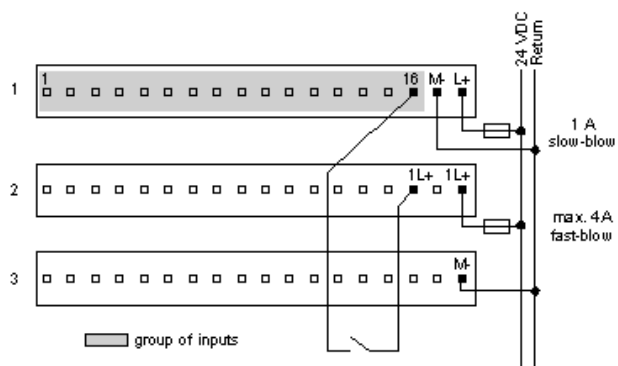 24 VDC
Return
1
1 16 M- L+
1 A
slow-blow
2
1L+ 1L+
max. 4A
fast-blow
3
M-
group of inputs